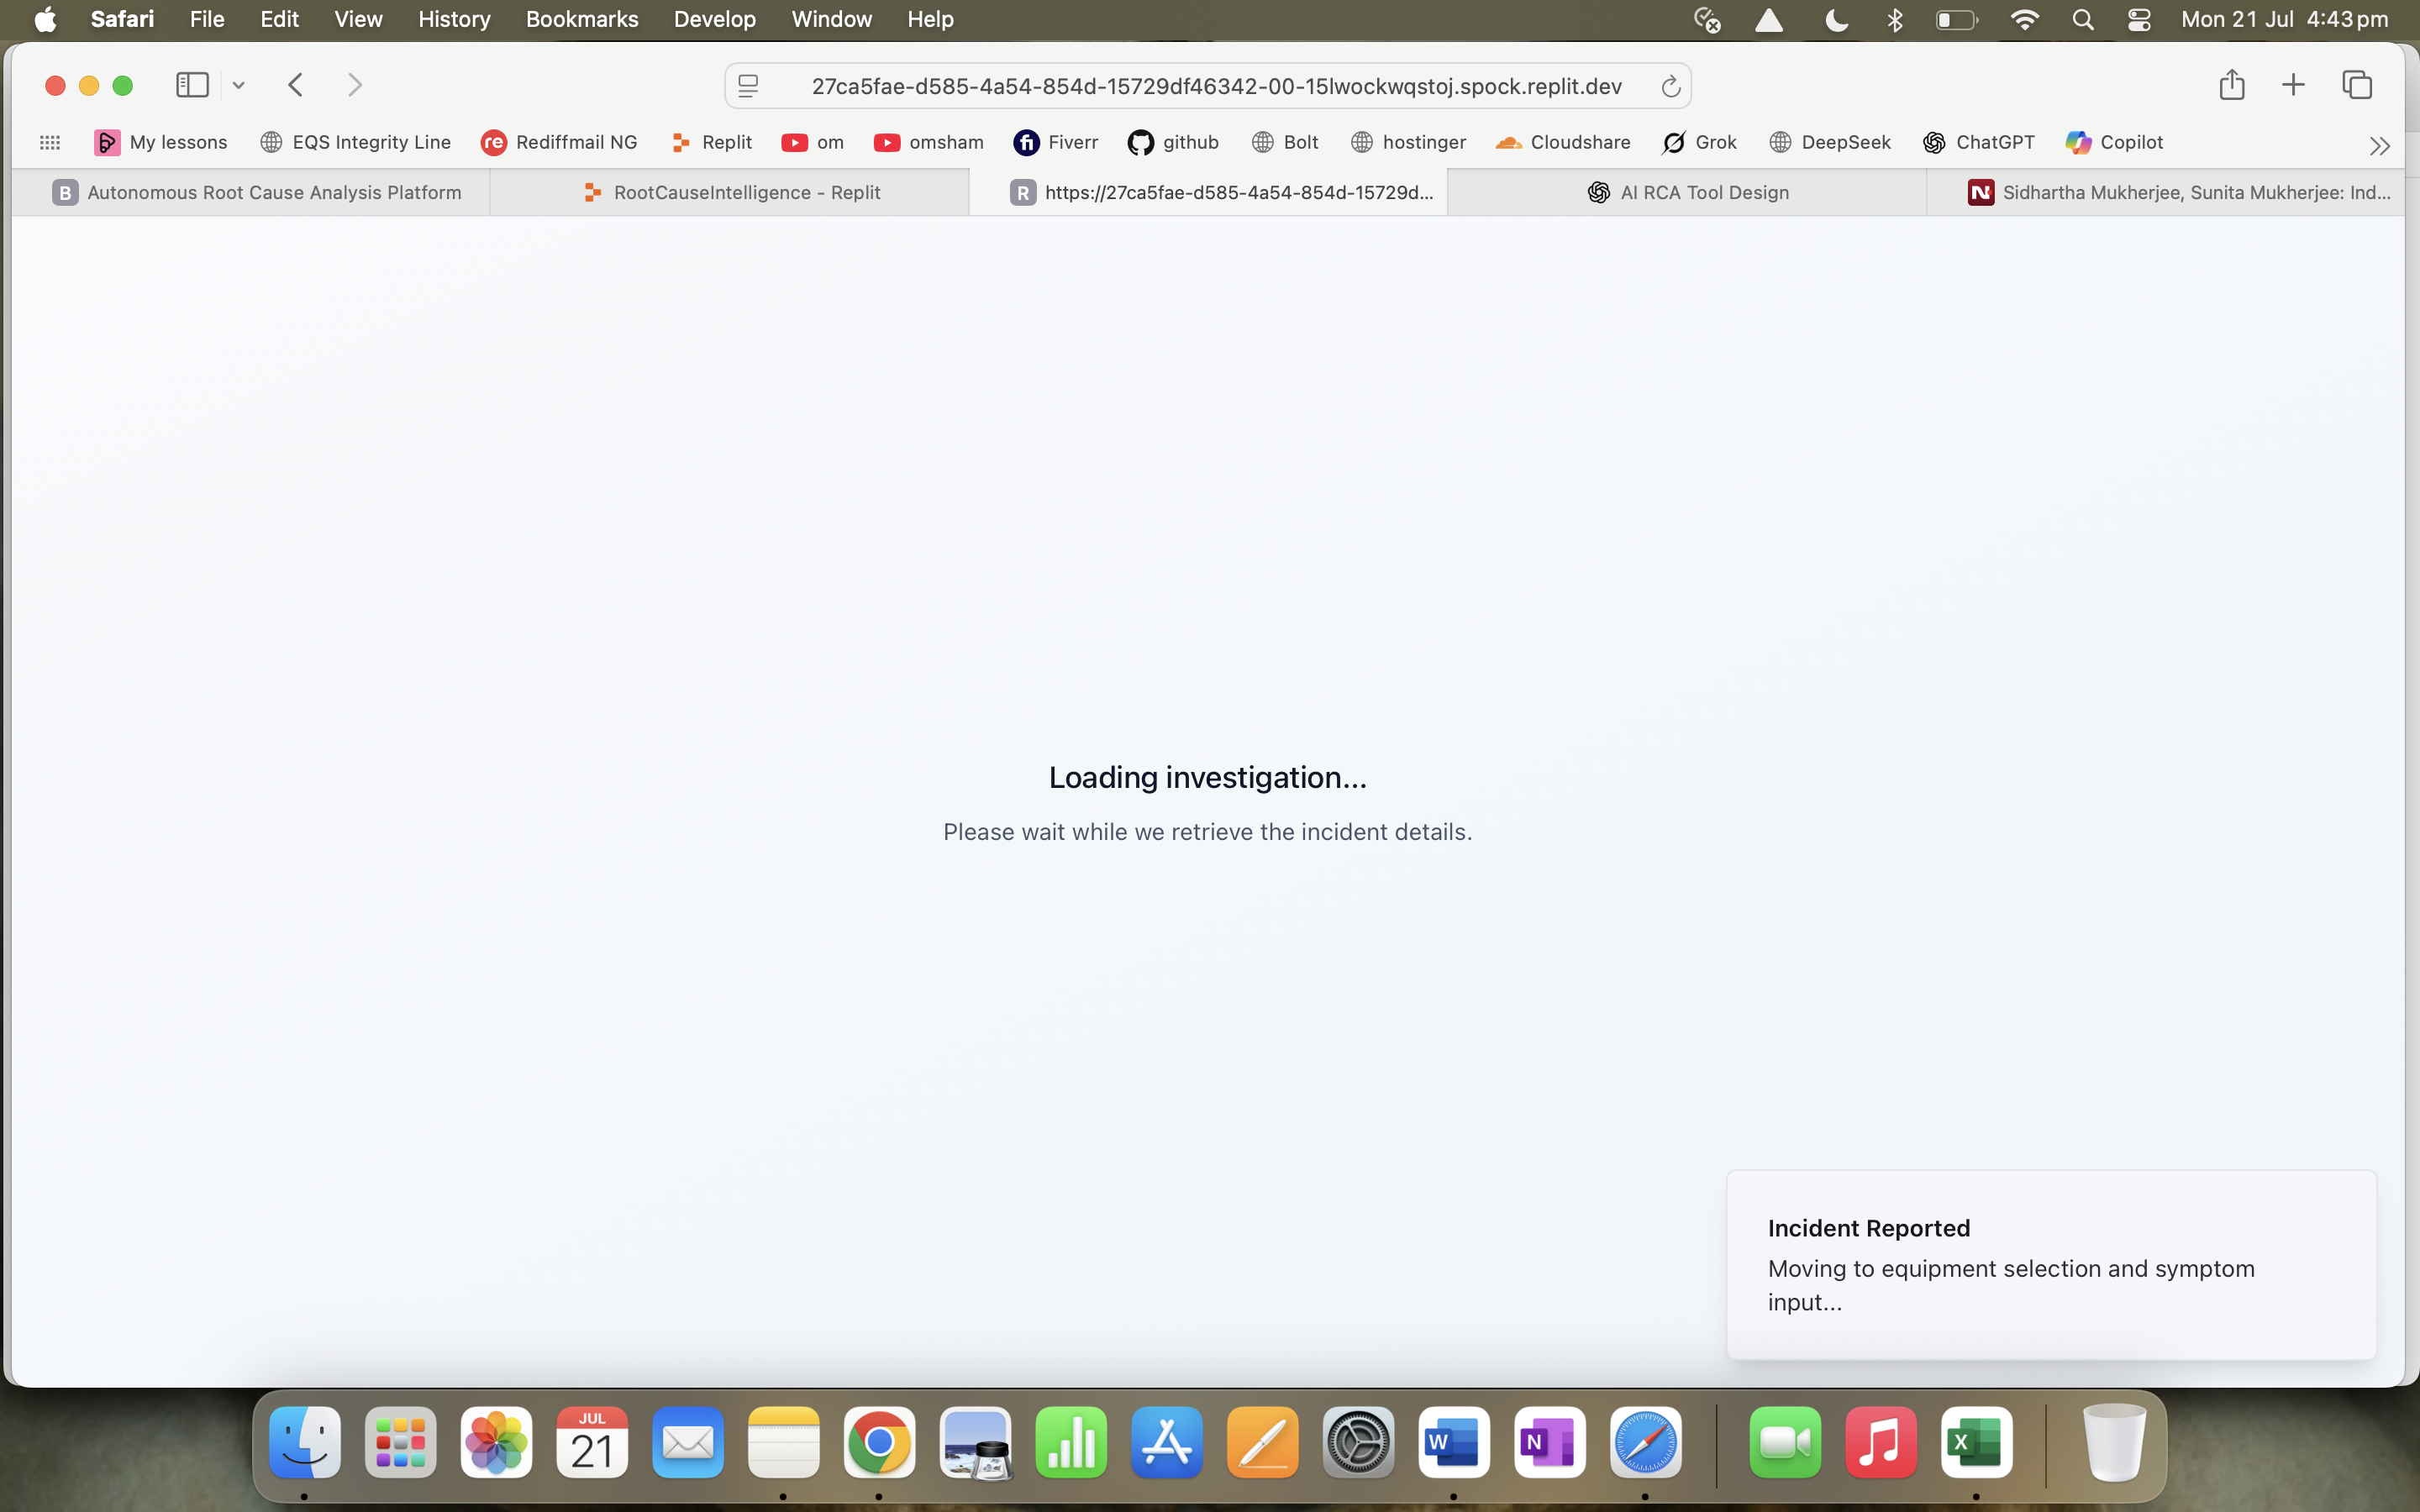 Safari File Edit View History Bookmarks Develop Window Help Mon 21 Jul 4:43 pm
27ca5fae-d585-4a54-854d-15729df46342-00-15lwockwqstoj.spock.replit.dev
My lessons EQS Integrity Line re Rediffmail NG Replit om omsham fi Fiverr github Bolt hostinger Cloudshare Grok DeepSeek ChatGPT Copilot
B Autonomous Root Cause Analysis Platform RootCauseIntelligence - Replit R https://27ca5fae-d585-4a54-854d-15729d... AI RCA Tool Design N Sidhartha Mukherjee, Sunita Mukherjee: Ind...
Loading investigation...
Please wait while we retrieve the incident details.
Incident Reported
Moving to equipment selection and symptom
input...
JUL
21
W N X